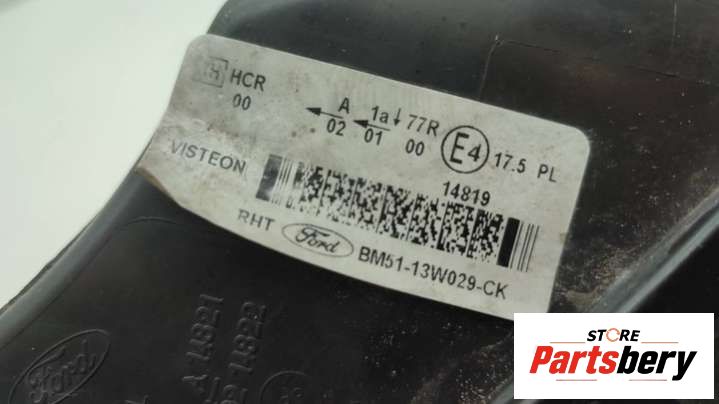 HCR
00
A
02
1a
01
77R
00
E4
17.5 PL
VISTEON
14819
RHT
Ford
BM51-13W029-CK
Ford
STORE
Partsbery